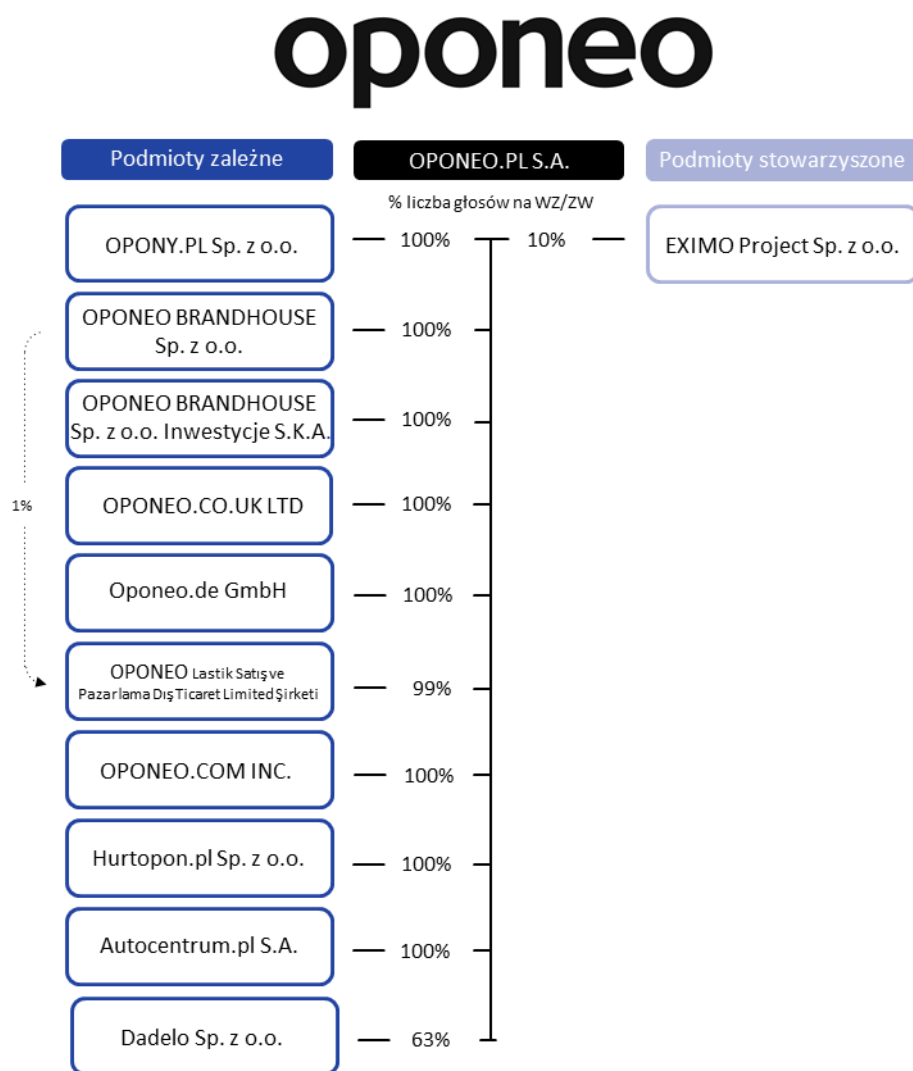 oponeo
Podmioty zależne
OPONEO.PL S.A.
Podmioty stowarzyszone
% liczba głosów na WZ/ZW
OPONY.PL Sp. z o.o.
100%
10%
EXIMO Project Sp. z o.o.
OPONEO BRANDHOUSE
Sp. z o.o.
100%
OPONEO BRANDHOUSE
Sp. z o.o. Inwestycje S.K.A.
100%
1%
OPONEO.CO.UK LTD
100%
Oponeo.de GmbH
100%
OPONEO Lastik Satış ve
Pazarlama Dış Ticaret Limited Şirketi
99%
OPONEO.COM INC.
100%
Hurtopon.pl Sp. z o.o.
100%
Autocentrum.pl S.A.
100%
Dadelo Sp. z o.o.
63%